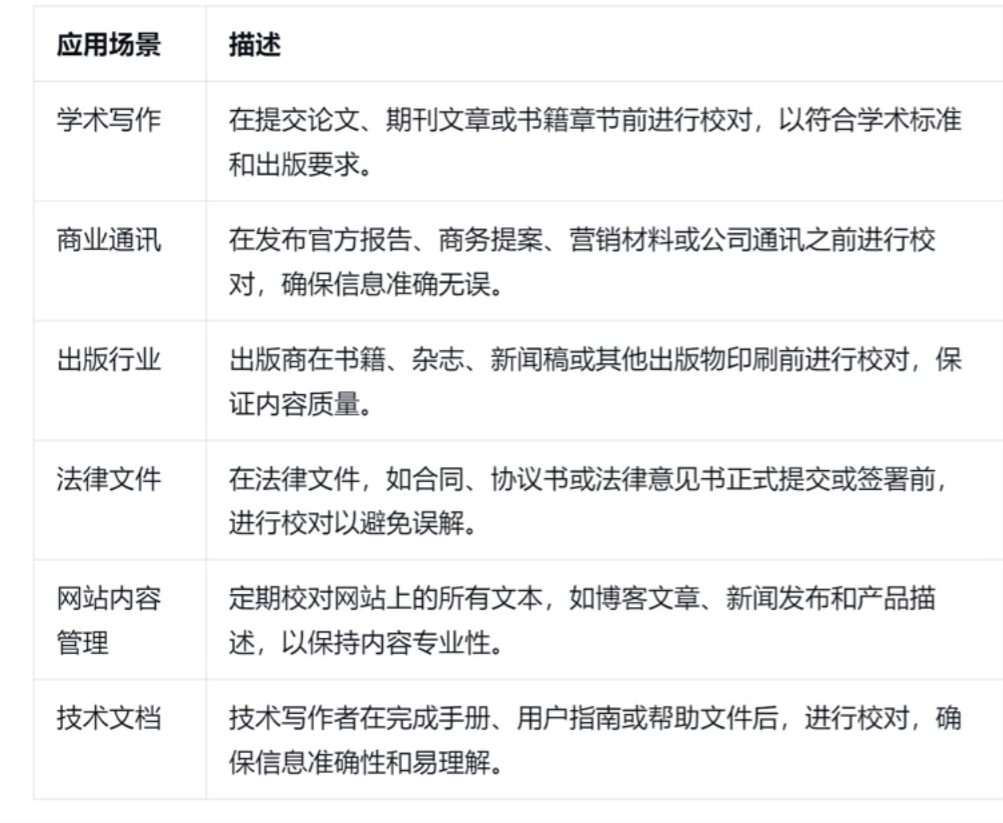 应用场景 描述
学术写作 在提交论文、期刊文章或书籍章节前进行校对，以符合学术标准
和出版要求。
商业通讯 在发布官方报告、商务提案、营销材料或公司通讯之前进行校
对，确保信息准确无误。
出版行业 出版商在书籍、杂志、新闻稿或其他出版物印刷前进行校对，保
证内容质量。
法律文件 在法律文件，如合同、协议书或法律意见书正式提交或签署前，
进行校对以避免误解。
网站内容 定期校对网站上的所有文本，如博客文章、新闻发布和产品描
管理 述，以保持内容专业性。
技术文档 技术写作者在完成手册、用户指南或帮助文件后，进行校对，确
保信息准确性和易理解。